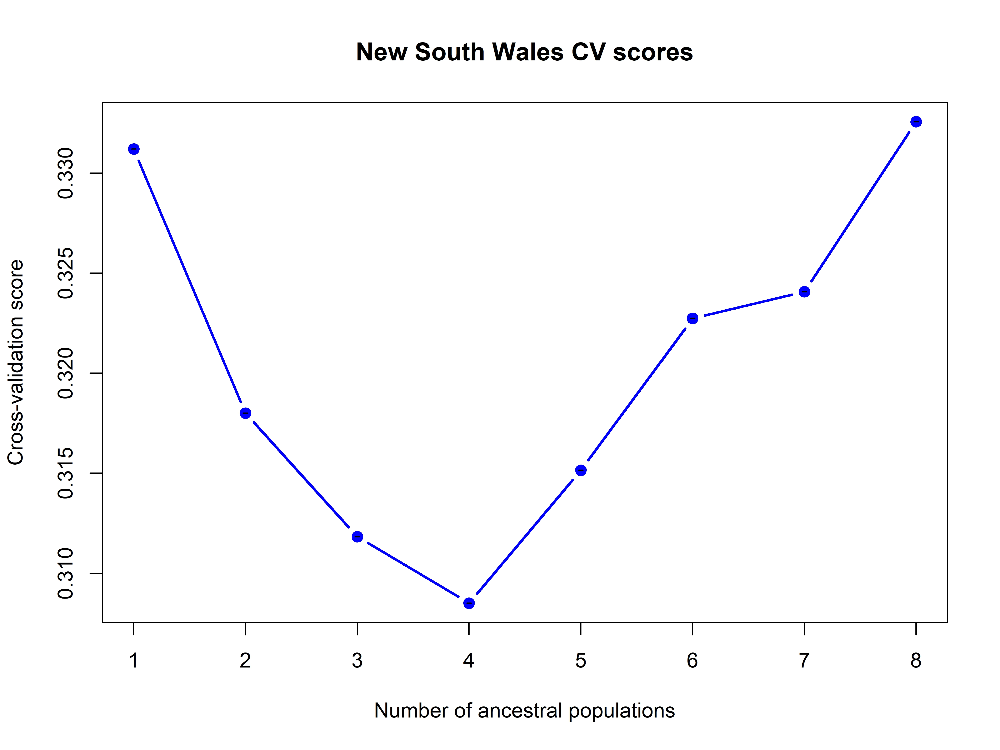 New South Wales CV scores
Cross-validation score
0.330
0.325
0.320
0.315
0.310
1 2 3 4 5 6 7 8
Number of ancestral populations